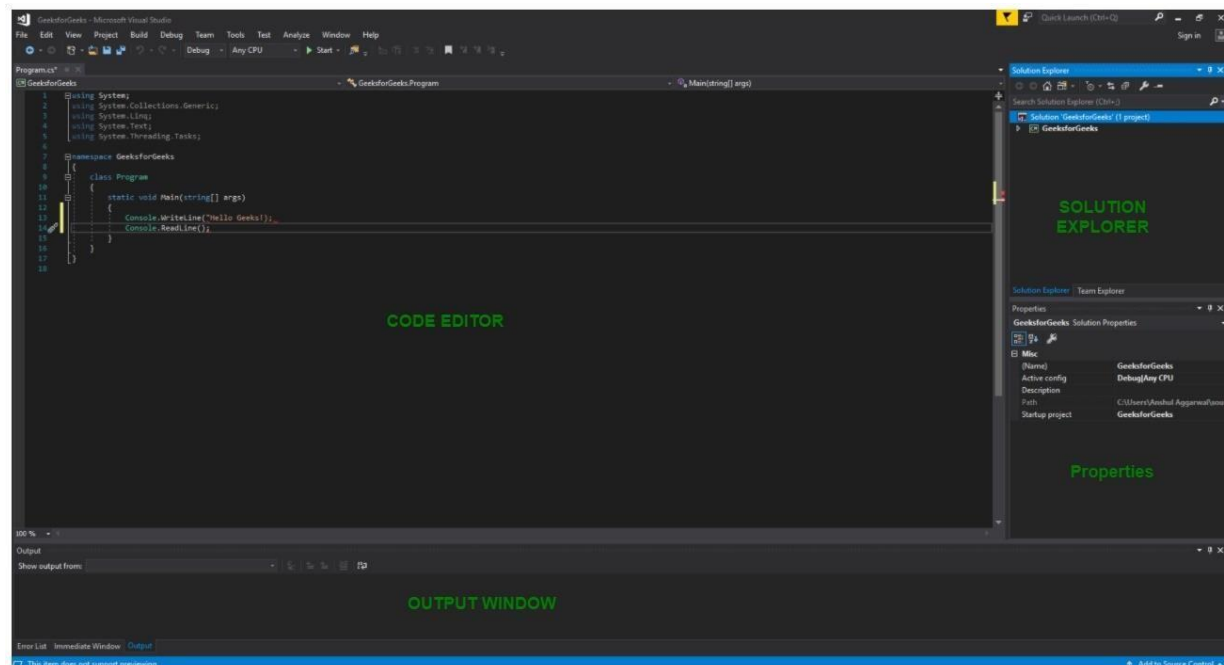 GeeksforGeeks - Microsoft Visual Studio
Quick Launch (Ctrl+Q)
File Edit View Project Build Debug Team Tools Test Analyze Window Help
Sign in
Debug Any CPU Start
Program.cs*
GeeksforGeeks
GeeksforGeeks.Program
Main(string[] args)
1 using System;
2 using System.Collections.Generic;
3 using System.Linq;
4 using System.Text;
5 using System.Threading.Tasks;
6
7 namespace GeeksforGeeks
8 {
9 class Program
10 {
11 static void Main(string[] args)
12 {
13 Console.WriteLine("Hello Geeks!);
14 Console.ReadLine();
15 }
16 }
17 }
18
CODE EDITOR
100 %
Solution Explorer
Search Solution Explorer (Ctrl+;)
Solution 'GeeksforGeeks' (1 project)
GeeksforGeeks
SOLUTION
EXPLORER
Solution Explorer Team Explorer
Properties
GeeksforGeeks Solution Properties
Misc
(Name) GeeksforGeeks
Active config Debug|Any CPU
Description
Path C:\Users\Anshul Aggarwal\
Startup project GeeksforGeeks
Properties
Output
Show output from:
OUTPUT WINDOW
Error List Immediate Window Output
This item does not support previewing
Add to Source Control